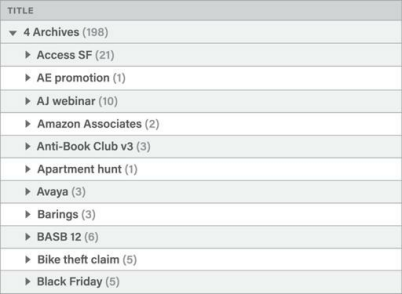 TITLE
4 Archives (198)
Access SF (21)
AE promotion (1)
AJ webinar (10)
Amazon Associates (2)
Anti-Book Club v3 (3)
Apartment hunt (1)
Avaya (3)
Barings (3)
BASB 12 (6)
Bike theft claim (5)
Black Friday (5)